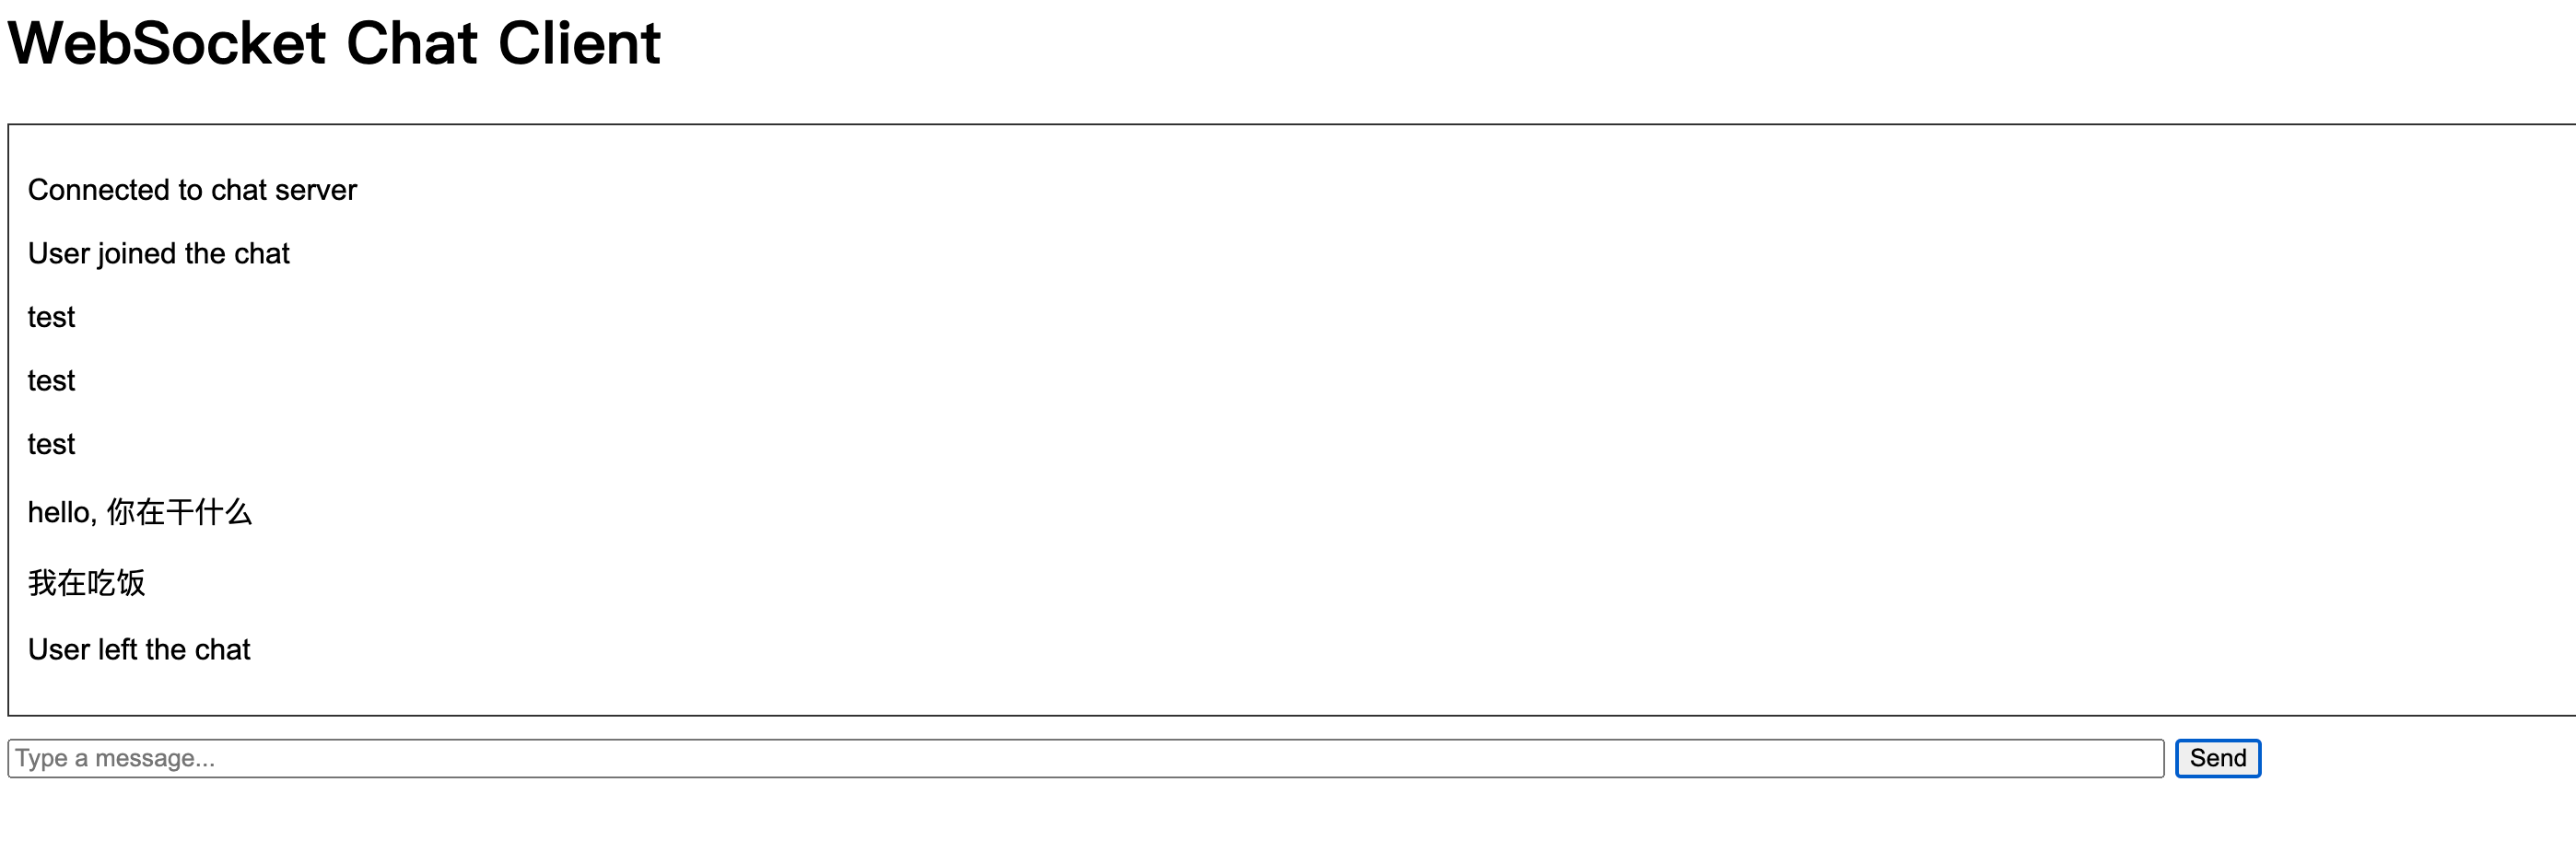 WebSocket Chat Client
Connected to chat server
User joined the chat
test
test
test
hello, 你在干什么
我在吃饭
User left the chat
Type a message...
Send